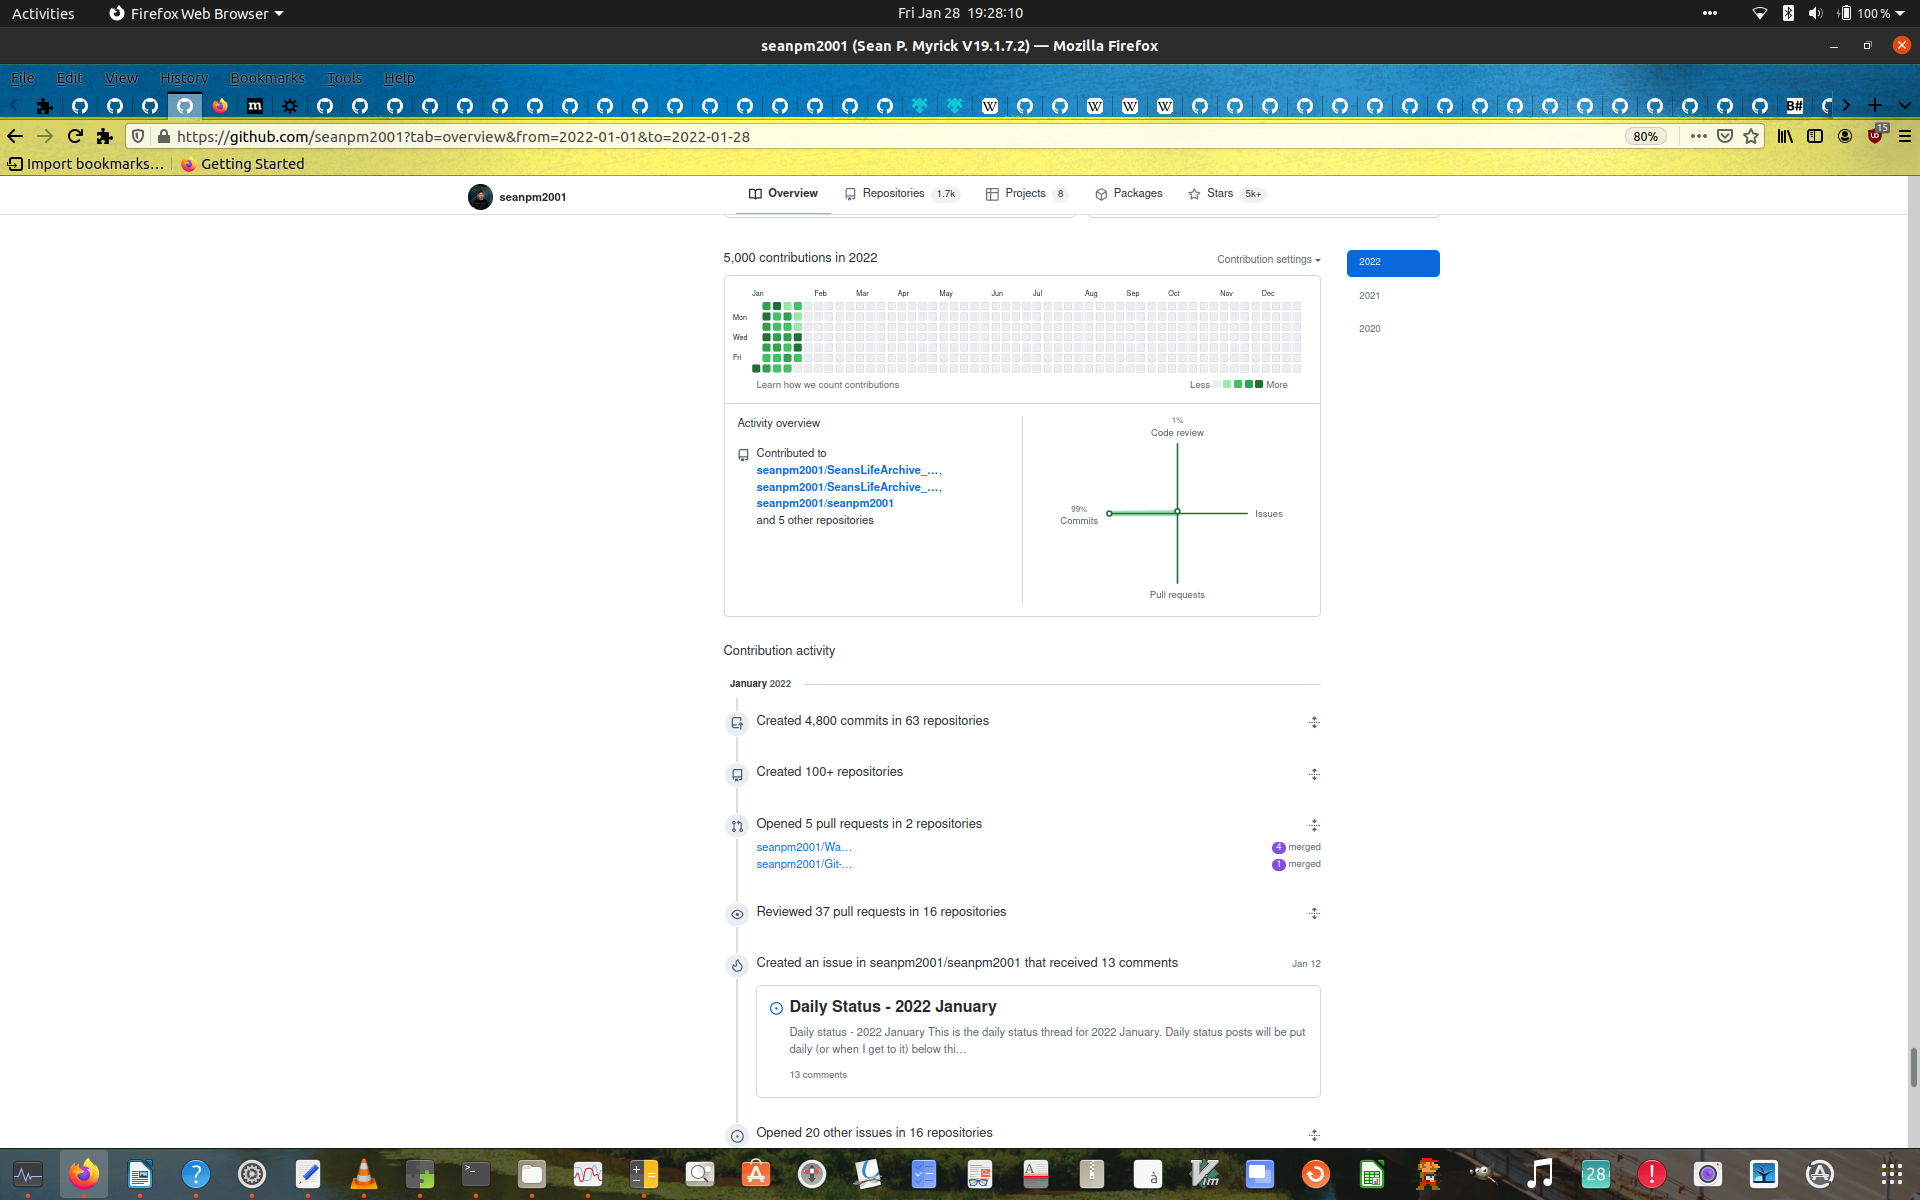 Activities
Firefox Web Browser
Fri Jan 28 19:28:10
100 %
seanpm2001 (Sean P. Myrick V19.1.7.2) — Mozilla Firefox
File Edit View History Bookmarks Tools Help
m W W W W B#
https://github.com/seanpm2001?tab=overview&from=2022-01-01&to=2022-01-28
80%
15
Import bookmarks...
Getting Started
seanpm2001
Overview
Repositories 1.7k
Projects 8
Packages
Stars 5k+
5,000 contributions in 2022
Contribution settings
2022
2021
2020
Jan Feb Mar Apr May Jun Jul Aug Sep Oct Nov Dec
Mon
Wed
Fri
Learn how we count contributions
Less More
Activity overview
Contributed to
seanpm2001/SeansLifeArchive_...,
seanpm2001/SeansLifeArchive_...,
seanpm2001/seanpm2001
and 5 other repositories
1%
Code review
99%
Commits
Issues
Pull requests
Contribution activity
January 2022
Created 4,800 commits in 63 repositories
Created 100+ repositories
Opened 5 pull requests in 2 repositories
seanpm2001/Wa... 4 merged
seanpm2001/Git-... 1 merged
Reviewed 37 pull requests in 16 repositories
Created an issue in seanpm2001/seanpm2001 that received 13 comments
Jan 12
Daily Status - 2022 January
Daily status - 2022 January This is the daily status thread for 2022 January. Daily status posts will be put
daily (or when I get to it) below thi...
13 comments
Opened 20 other issues in 16 repositories
28